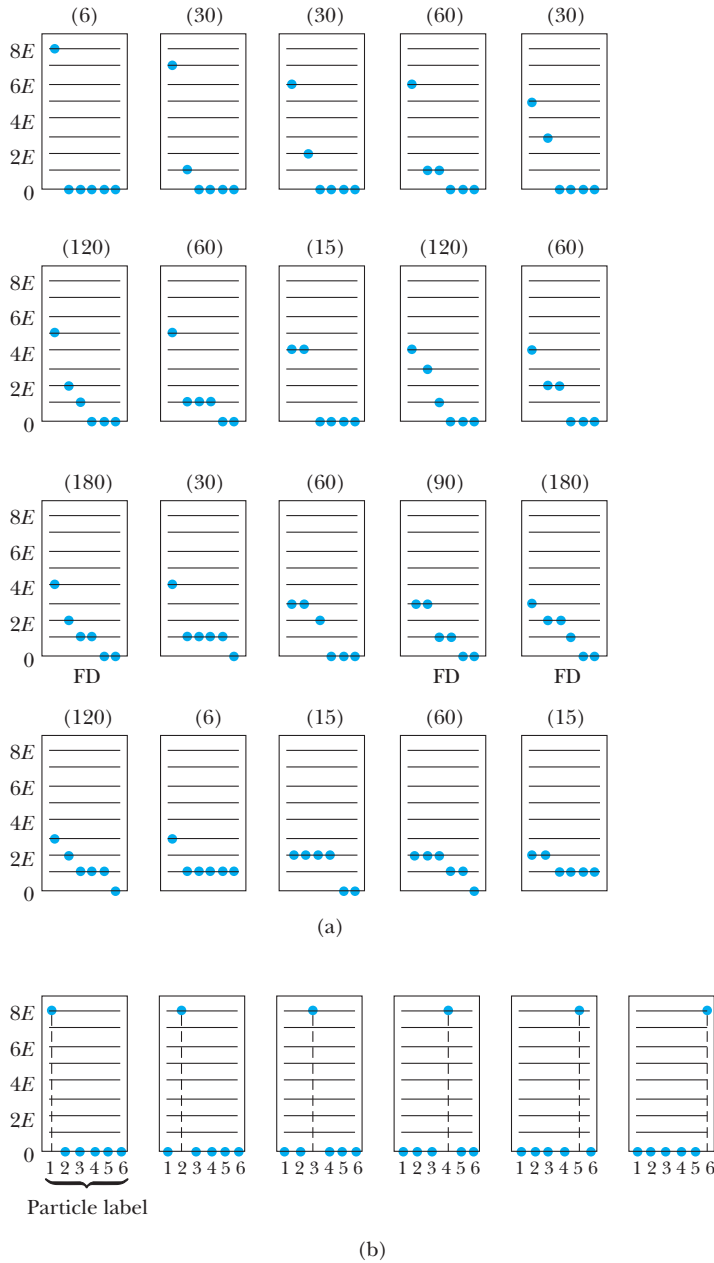 (6) (30) (30) (60) (30)
8E
6E
4E
2E
0
(120) (60) (15) (120) (60)
8E
6E
4E
2E
0
(180) (30) (60) (90) (180)
8E
6E
4E
2E
0
FD FD FD
(120) (6) (15) (60) (15)
8E
6E
4E
2E
0
(a)
8E
6E
4E
2E
0
1 2 3 4 5 6 1 2 3 4 5 6 1 2 3 4 5 6 1 2 3 4 5 6 1 2 3 4 5 6 1 2 3 4 5 6
Particle label
(b)